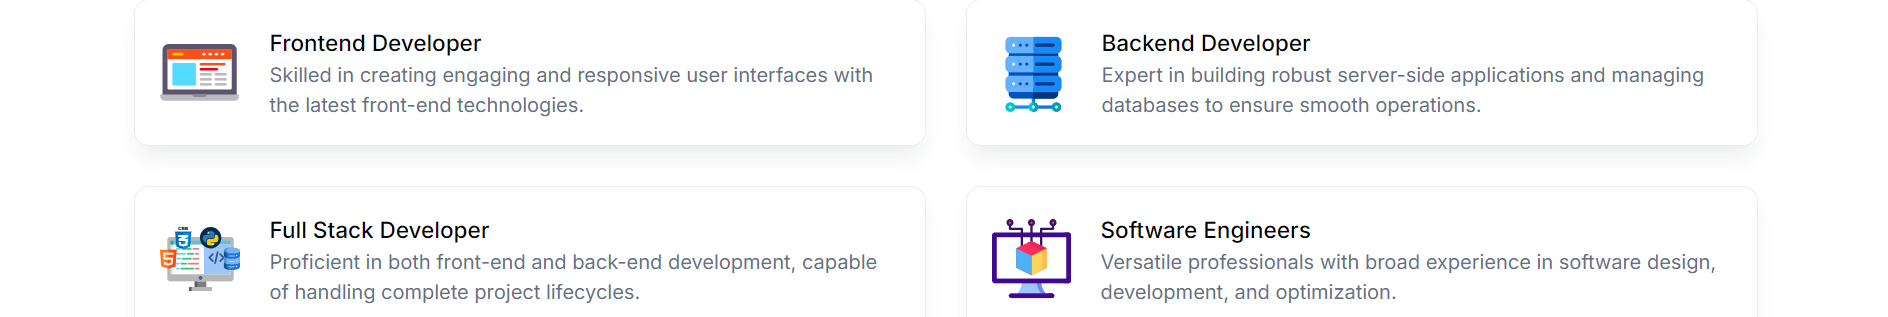 Frontend Developer
Skilled in creating engaging and responsive user interfaces with
the latest front-end technologies.
Backend Developer
Expert in building robust server-side applications and managing
databases to ensure smooth operations.
CSS
3
5
</>
Full Stack Developer
Proficient in both front-end and back-end development, capable
of handling complete project lifecycles.
Software Engineers
Versatile professionals with broad experience in software design,
development, and optimization.